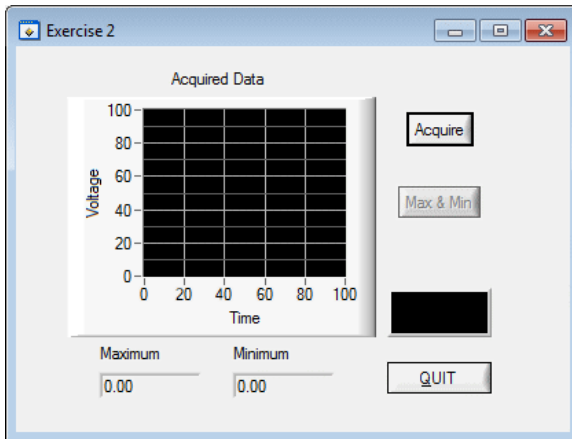 Exercise 2
Acquired Data
100
80
60
40
20
0
Voltage
0 20 40 60 80 100
Time
Acquire
Max & Min
Maximum Minimum
0.00 0.00
QUIT